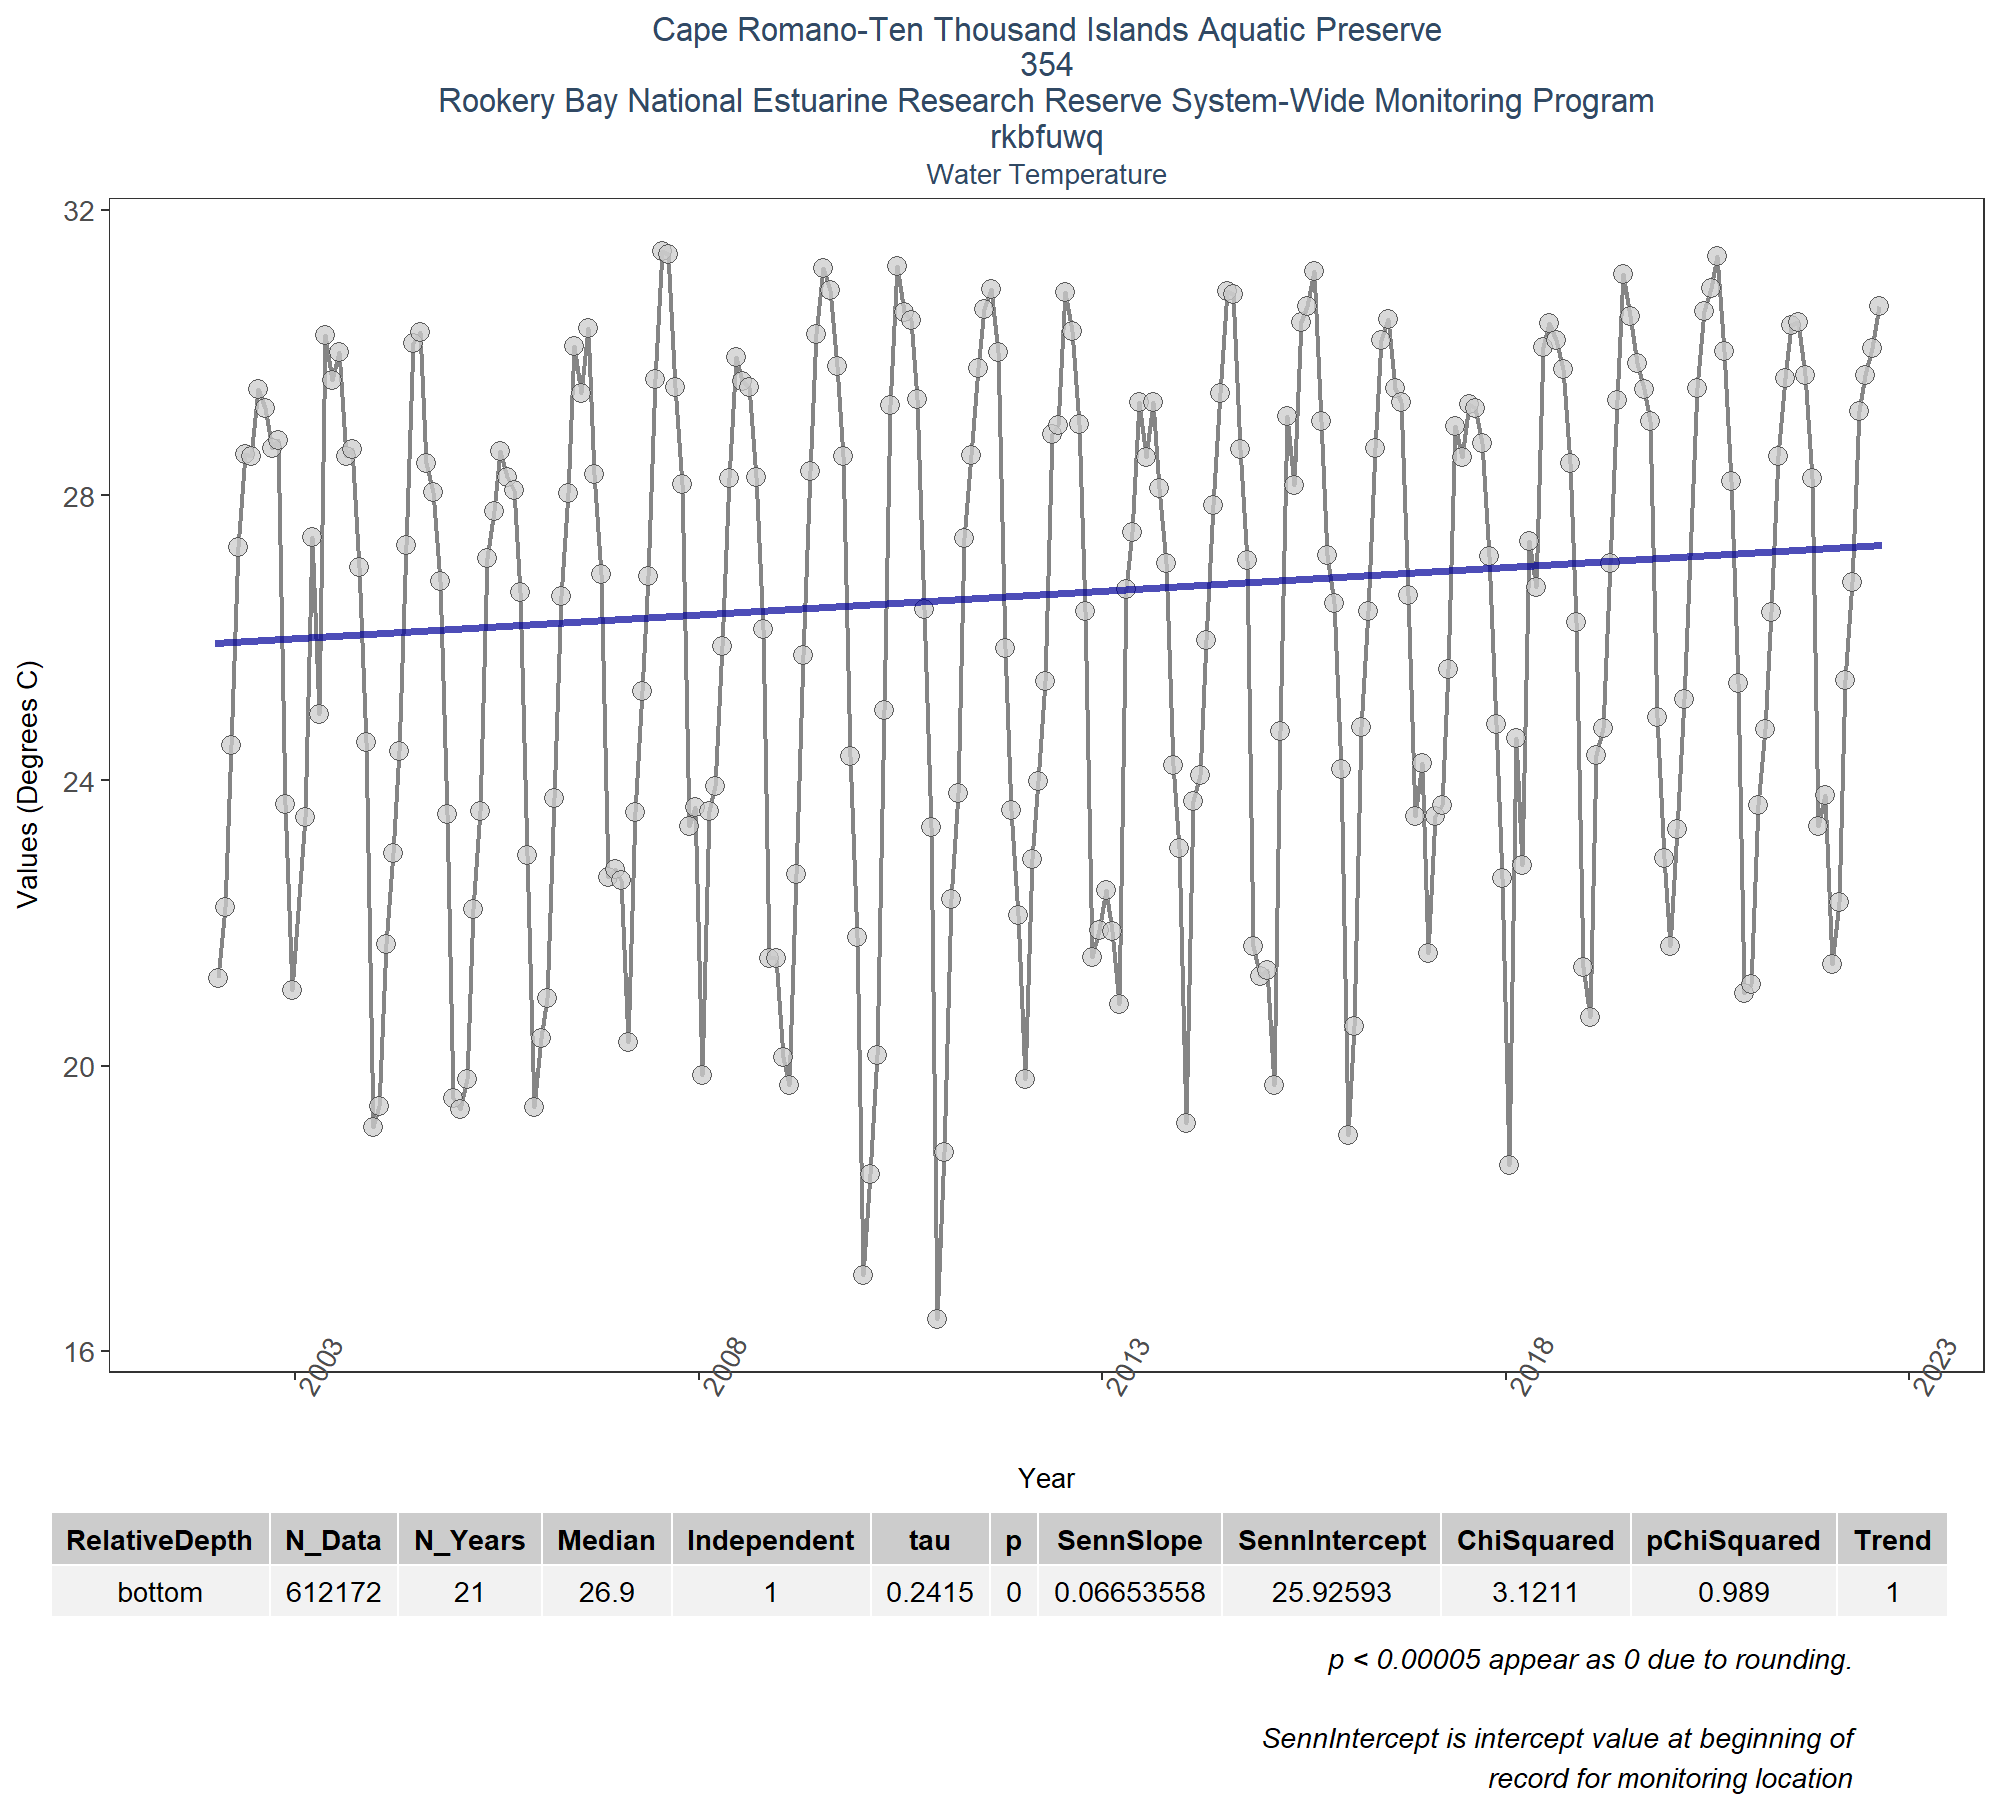 Cape Romano-Ten Thousand Islands Aquatic Preserve
354
Rookery Bay National Estuarine Research Reserve System-Wide Monitoring Program
rkbfuwq
Water Temperature
32
28
24
20
16
Values (Degrees C)
2003 2008 2013 2018 2023
Year
RelativeDepth N_Data N_Years Median Independent tau p SennSlope SennIntercept ChiSquared pChiSquared Trend
bottom 612172 21 26.9 1 0.2415 0 0.06653558 25.92593 3.1211 0.989 1
p < 0.00005 appear as 0 due to rounding.
SennIntercept is intercept value at beginning of
record for monitoring location